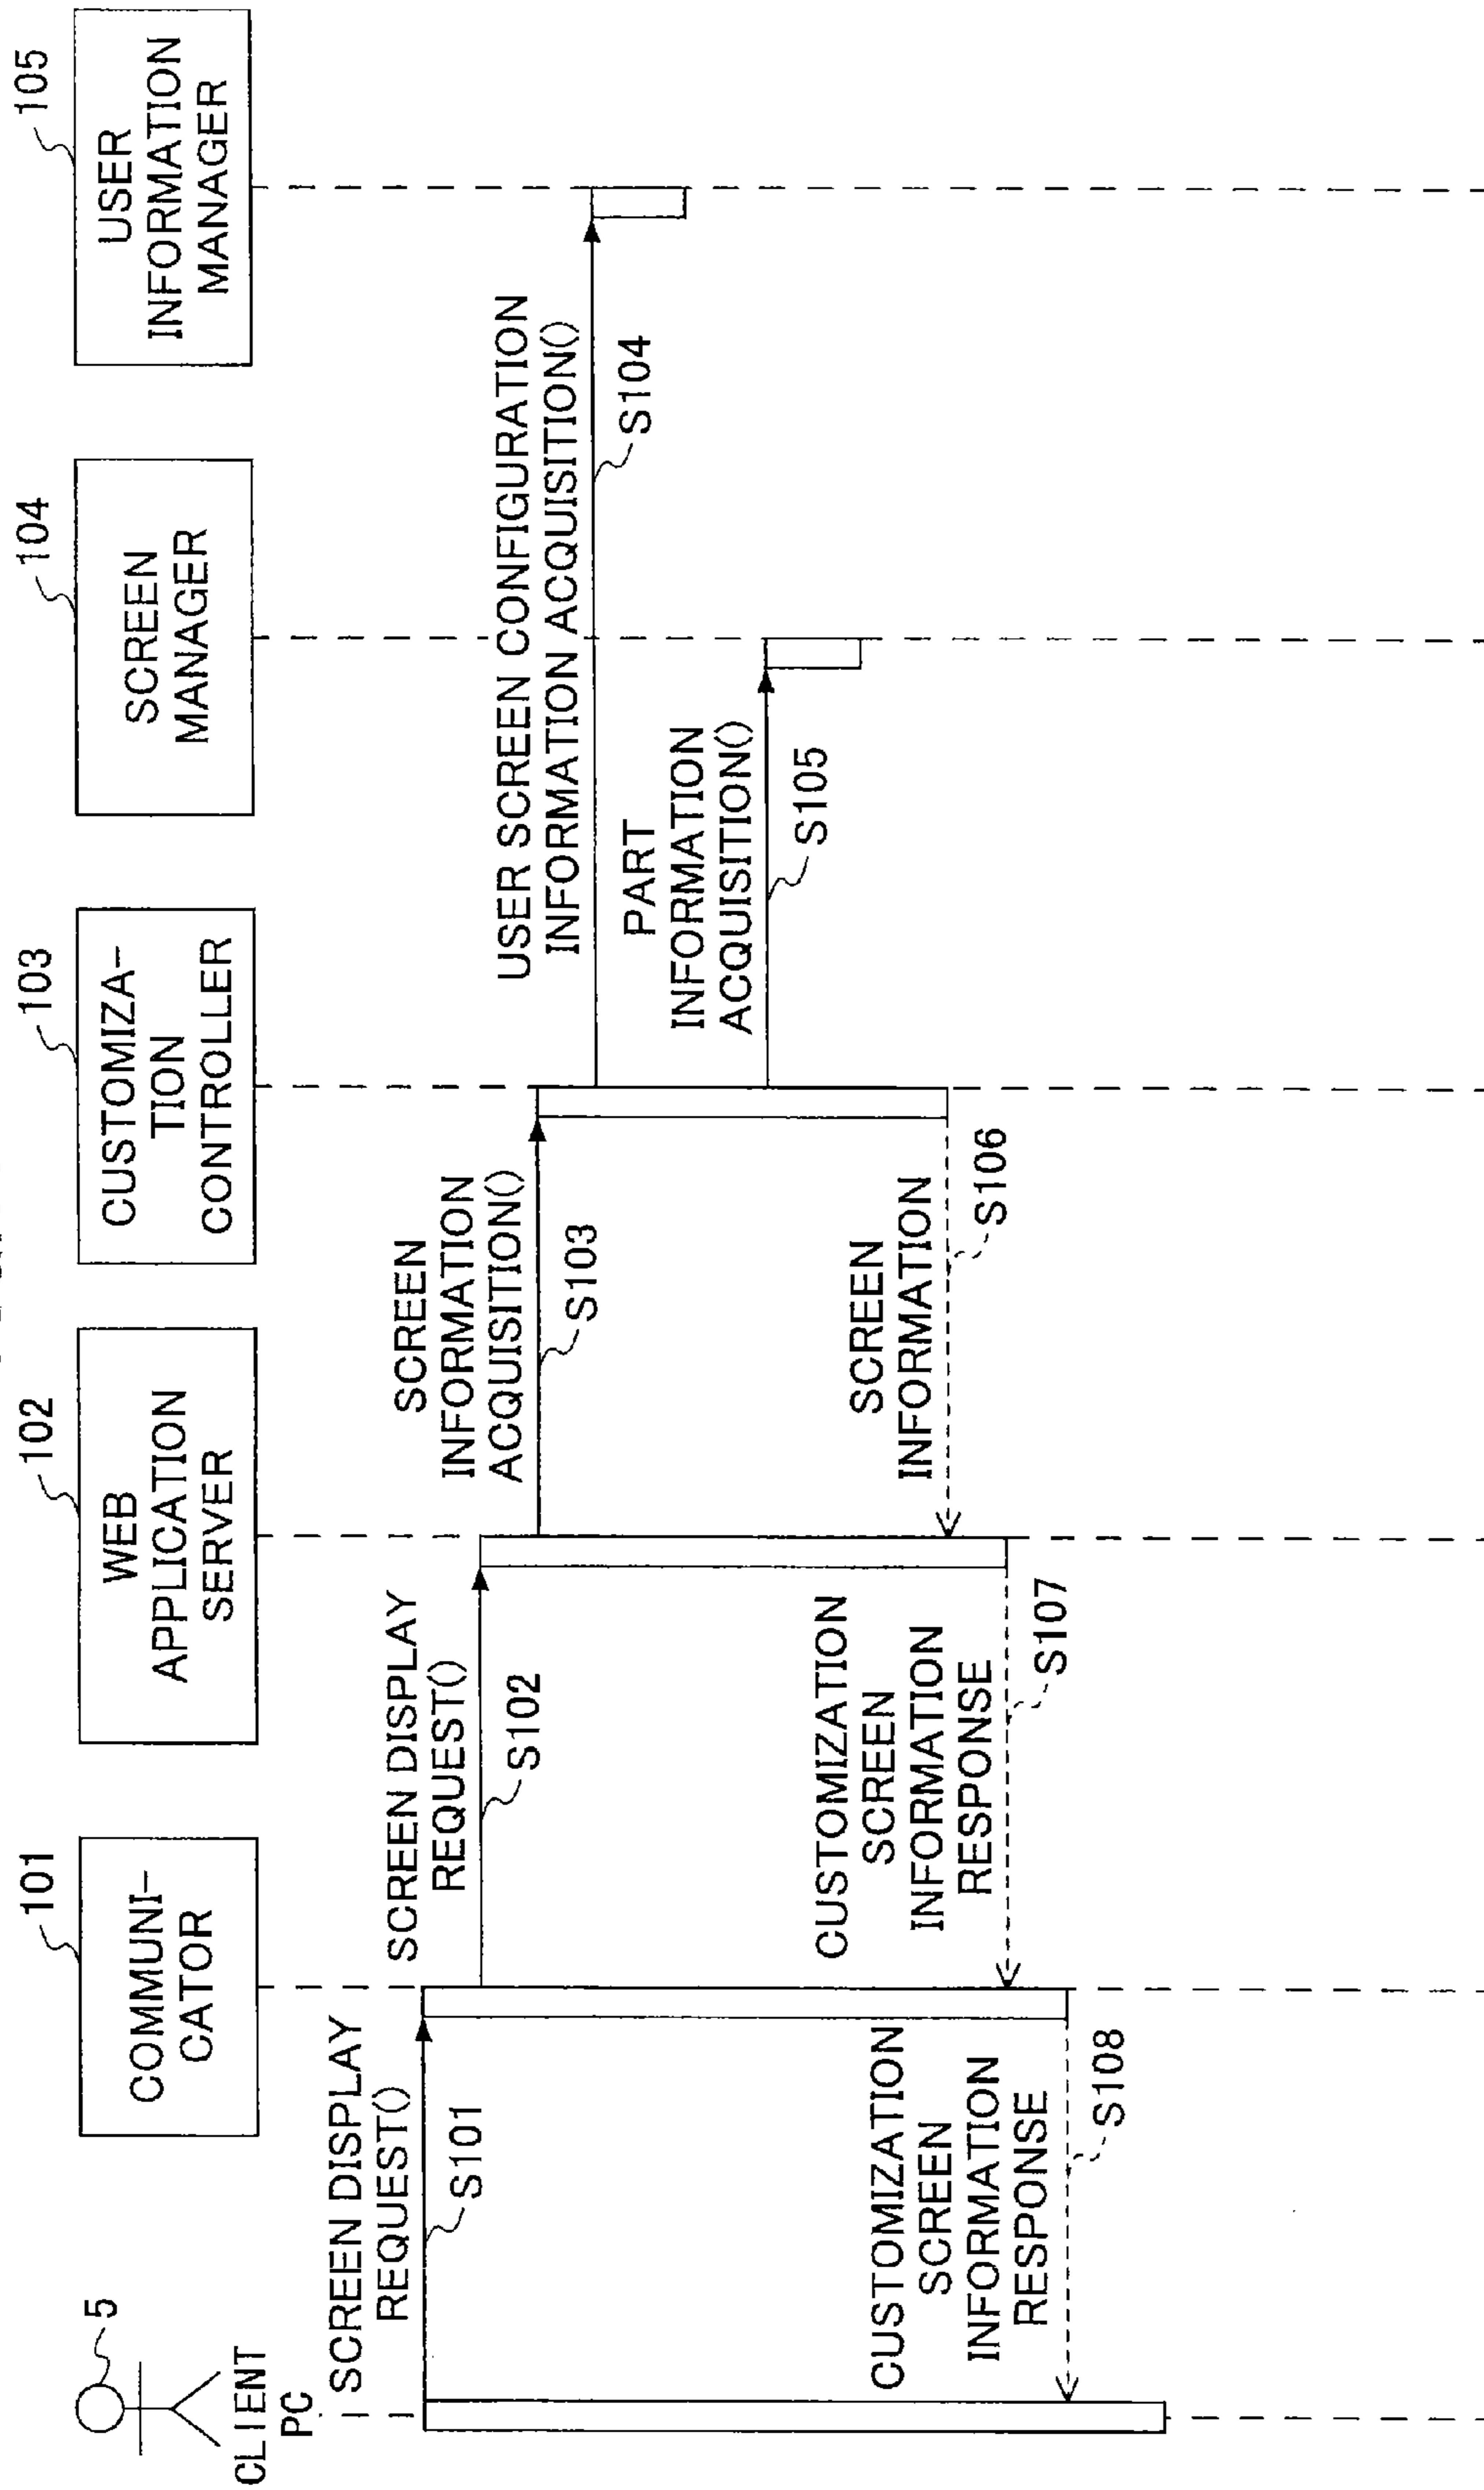 5
CLIENT
PC
101
COMMUNI-
CATOR
102
WEB
APPLICATION
SERVER
103
CUSTOMIZA-
TION
CONTROLLER
104
SCREEN
MANAGER
105
USER
INFORMATION
MANAGER
SCREEN DISPLAY
REQUEST()
S101
SCREEN DISPLAY
REQUEST()
S102
SCREEN
INFORMATION
ACQUISITION()
S103
USER SCREEN CONFIGURATION
INFORMATION ACQUISITION()
S104
PART
INFORMATION
ACQUISITION()
S105
SCREEN
INFORMATION
S106
CUSTOMIZATION
SCREEN
INFORMATION
RESPONSE
S107
CUSTOMIZATION
SCREEN
INFORMATION
RESPONSE
S108